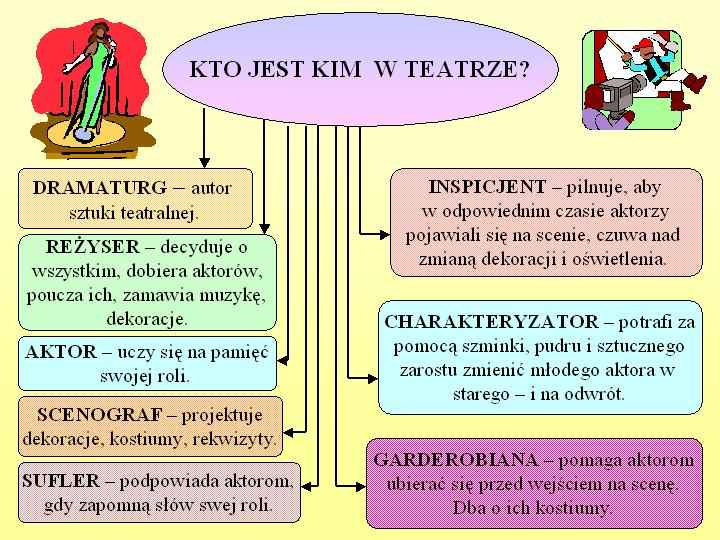 KTO JEST KIM W TEATRZE?
DRAMATURG – autor
sztuki teatralnej.
REŻYSER – decyduje o
wszystkim, dobiera aktorów,
poucza ich, zamawia muzykę,
dekoracje.
AKTOR – uczy się na pamięć
swojej roli.
SCENOGRAF – projektuje
dekoracje, kostiumy, rekwizyty.
SUFLER – podpowiada aktorom,
gdy zapomną słów swej roli.
INSPICJENT – pilnuje, aby
w odpowiednim czasie aktorzy
pojawiali się na scenie, czuwa nad
zmianą dekoracji i oświetlenia.
CHARAKTERYZATOR – potrafi za
pomocą szminki, pudru i sztucznego
zarostu zmienić młodego aktora w
starego – i na odwrót.
GARDEROBIANA – pomaga aktorom
ubierać się przed wejściem na scenę.
Dba o ich kostiumy.